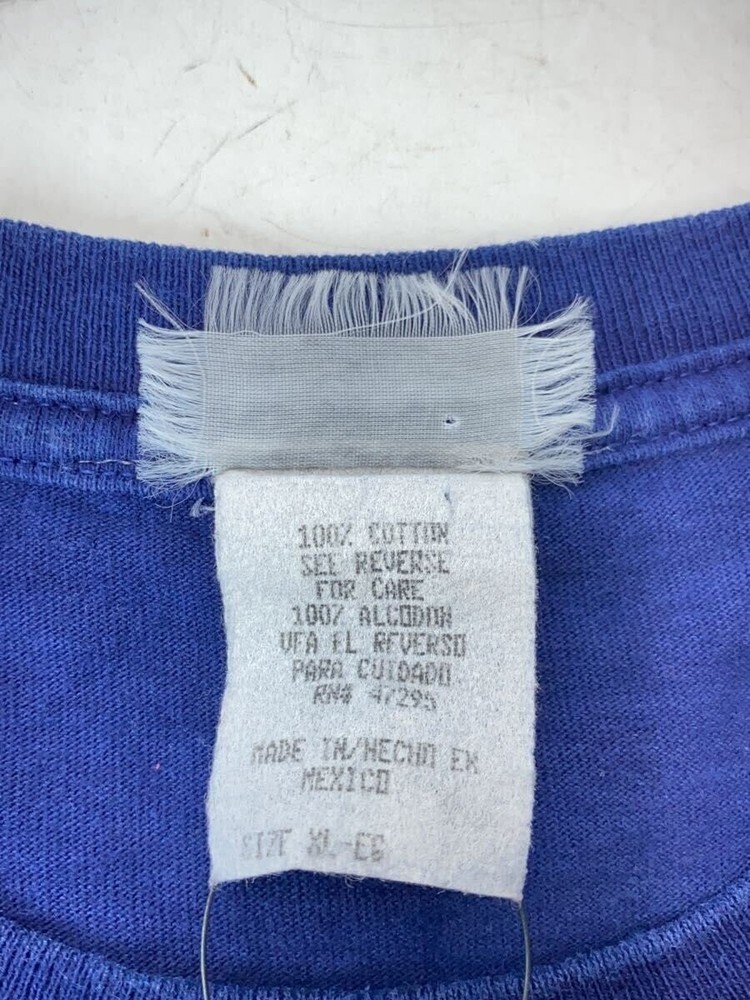 100% COTTON
SEE REVERSE
FOR CARE
100% ALGODON
VEA EL REVERSO
PARA CUIDADO
RN# 47295
MADE IN/HECHO EN
MEXICO
SIZE XL-EG